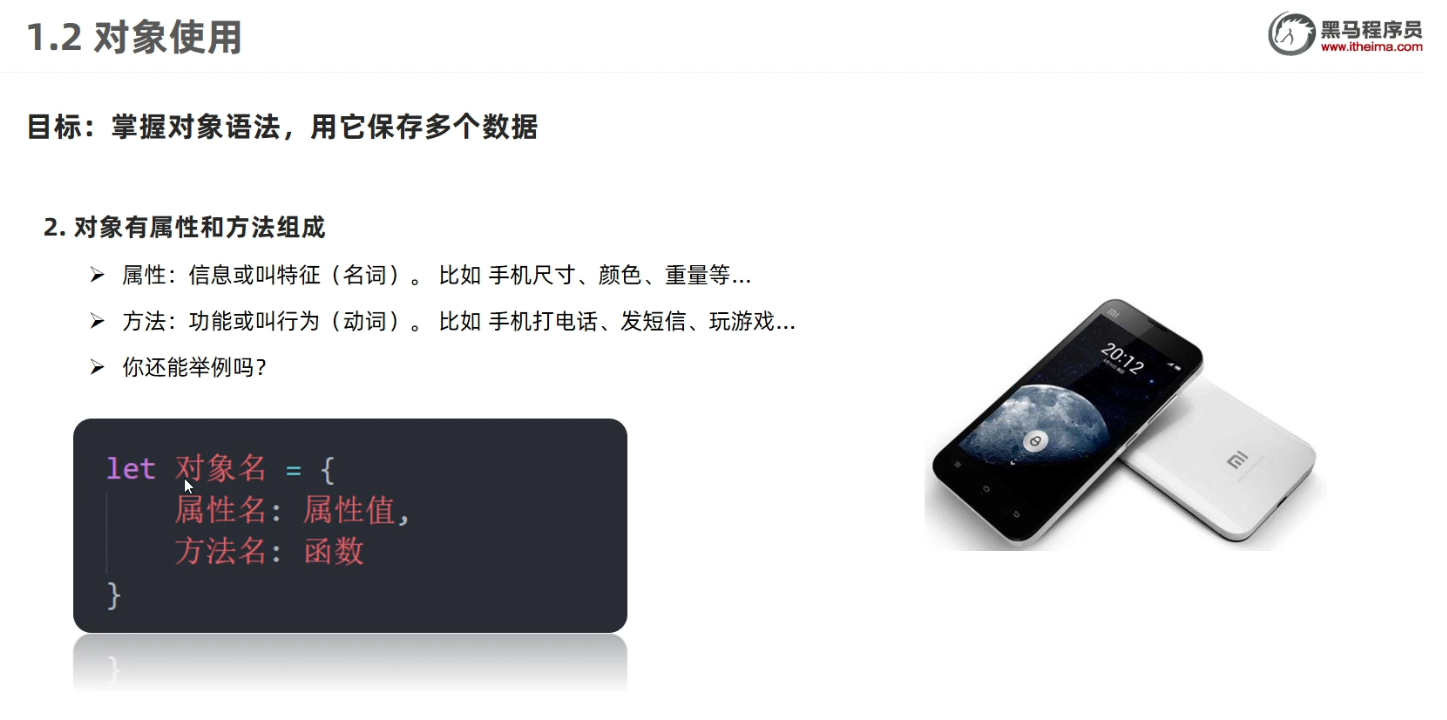 1.2 对象使用
黑马程序员
www.itheima.com
目标：掌握对象语法，用它保存多个数据
2. 对象有属性和方法组成
➢ 属性：信息或叫特征（名词）。 比如 手机尺寸、颜色、重量等...
➢ 方法：功能或叫行为（动词）。 比如 手机打电话、发短信、玩游戏...
➢ 你还能举例吗？
let 对象名 = {
属性名: 属性值,
方法名: 函数
}
20:12